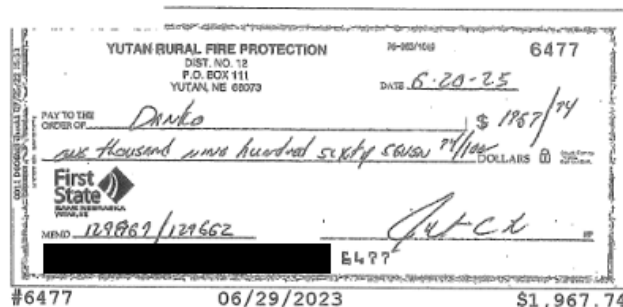 YUTAN RURAL FIRE PROTECTION
6477
DIST. NO. 12
P.O. BOX 111
YUTAN, NE 68073
DATE 6-20-25
PAY TO THE
ORDER OF Danko
$ 1967/74
one thousand nine hundred sixty seven 74/100 DOLLARS
First
State
BANK NEBRASKA
MEMO /129662
6477
#6477 06/29/2023 $1,967.74